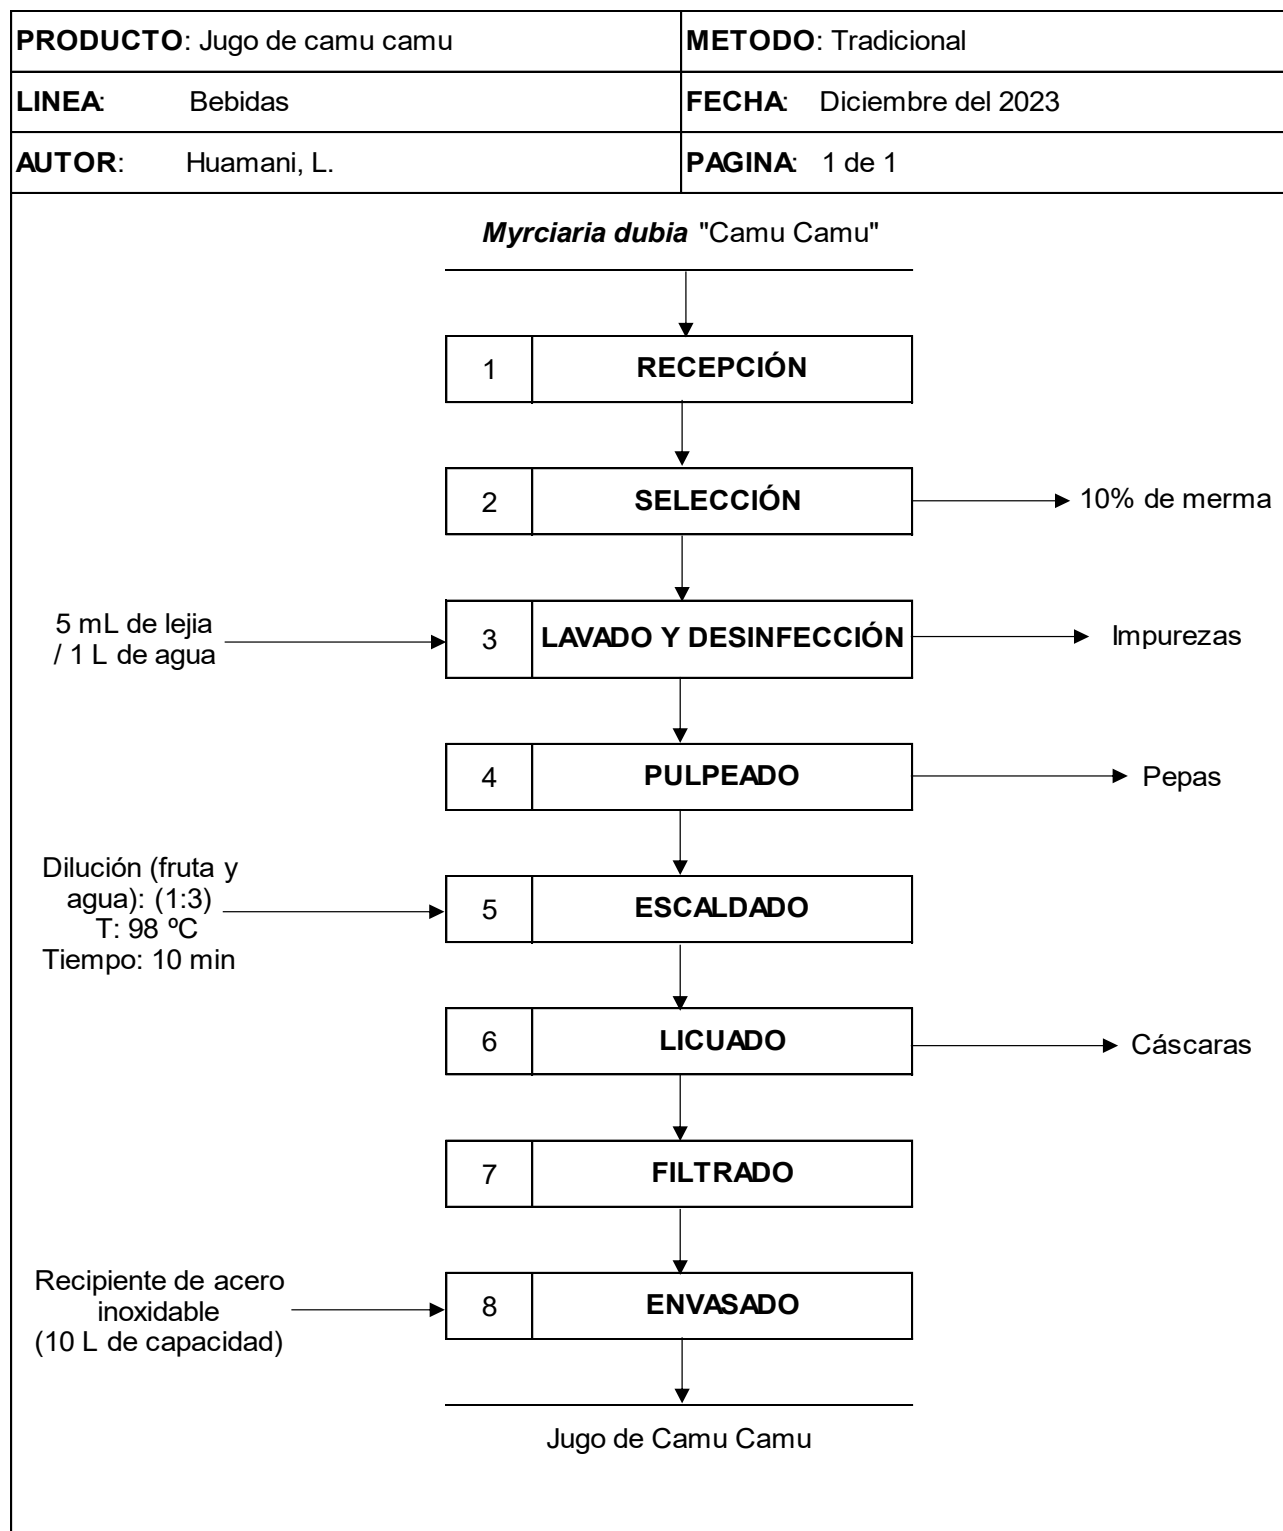 PRODUCTO: Jugo de camu camu
METODO: Tradicional
LINEA: Bebidas
FECHA: Diciembre del 2023
AUTOR: Huamani, L.
PAGINA: 1 de 1
Myrciaria dubia "Camu Camu"
1 RECEPCIÓN
2 SELECCIÓN
10% de merma
5 mL de lejia
/ 1 L de agua
3 LAVADO Y DESINFECCIÓN
Impurezas
4 PULPEADO
Pepas
Dilución (fruta y
agua): (1:3)
T: 98 ºC
Tiempo: 10 min
5 ESCALDADO
6 LICUADO
Cáscaras
7 FILTRADO
Recipiente de acero
inoxidable
(10 L de capacidad)
8 ENVASADO
Jugo de Camu Camu